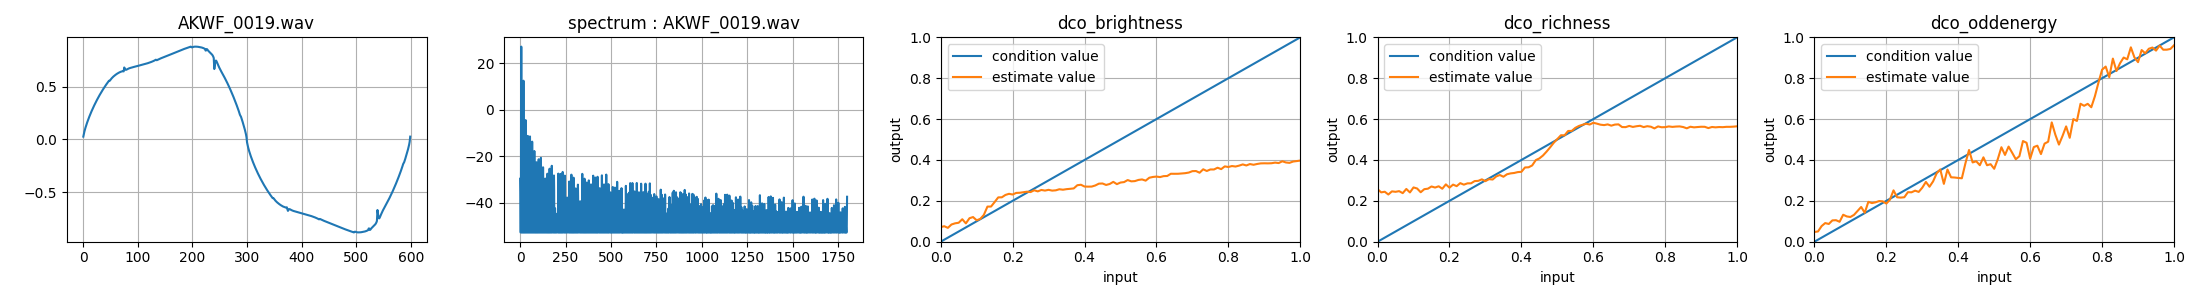 AKWF_0019.wav
0.5
0.0
−0.5
0 100 200 300 400 500 600
spectrum : AKWF_0019.wav
20
0
−20
−40
0 250 500 750 1000 1250 1500 1750
dco_brightness
condition value
estimate value
output
1.0
0.8
0.6
0.4
0.2
0.0
0.0 0.2 0.4 0.6 0.8 1.0
input
dco_richness
condition value
estimate value
output
1.0
0.8
0.6
0.4
0.2
0.0
0.0 0.2 0.4 0.6 0.8 1.0
input
dco_oddenergy
condition value
estimate value
output
1.0
0.8
0.6
0.4
0.2
0.0
0.0 0.2 0.4 0.6 0.8 1.0
input